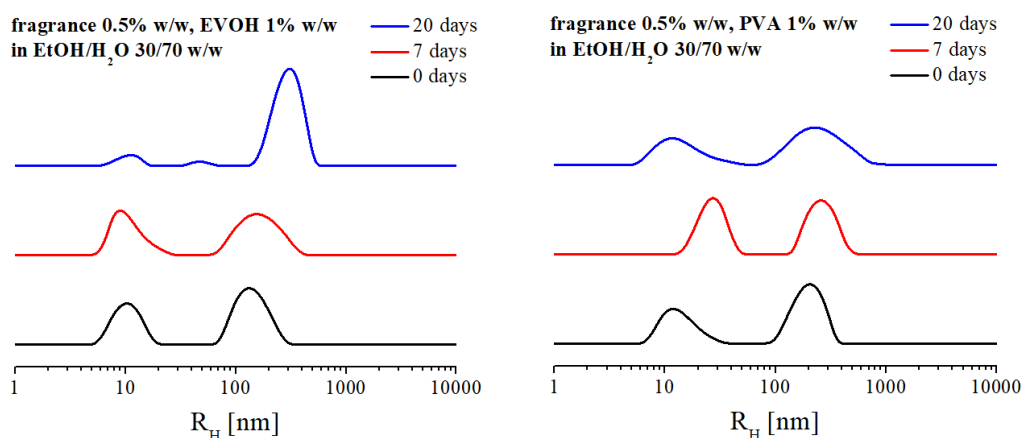 fragrance 0.5% w/w, EVOH 1% w/w
in EtOH/H₂O 30/70 w/w
20 days
7 days
0 days
1 10 100 1000 10000
R_H [nm]
fragrance 0.5% w/w, PVA 1% w/w
in EtOH/H₂O 30/70 w/w
20 days
7 days
0 days
1 10 100 1000 10000
R_H [nm]